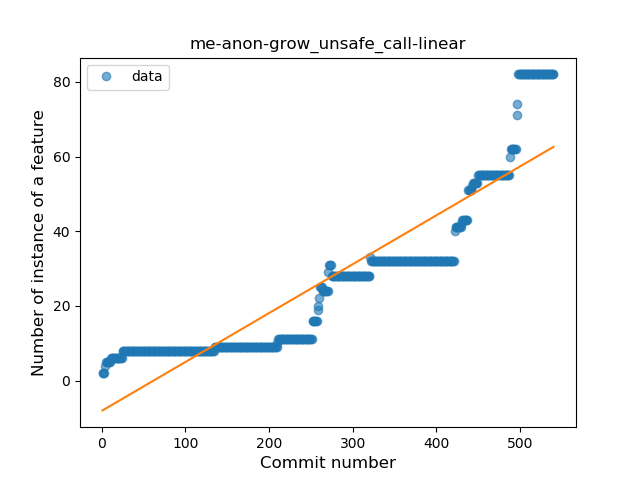 me-anon-grow_unsafe_call-linear
data
Number of instance of a feature
80
60
40
20
0
0 100 200 300 400 500
Commit number